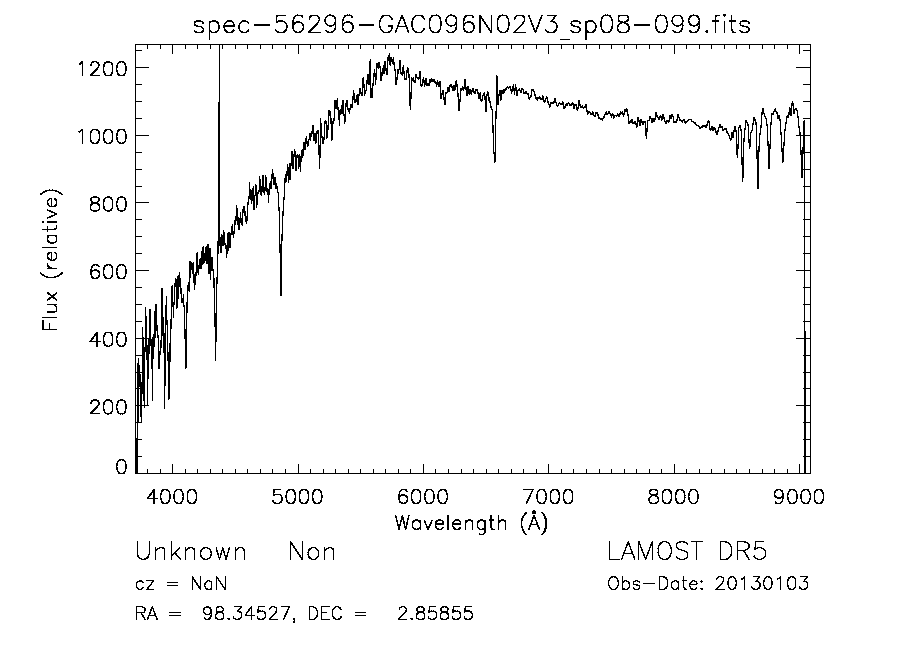 spec-56296-GAC096N02V3_sp08-099.fits
1200
1000
800
600
400
200
0
Flux (relative)
4000 5000 6000 7000 8000 9000
Wavelength (Å)
Unknown Non LAMOST DR5
cz = NaN Obs-Date: 20130103
RA = 98.34527, DEC = 2.85855